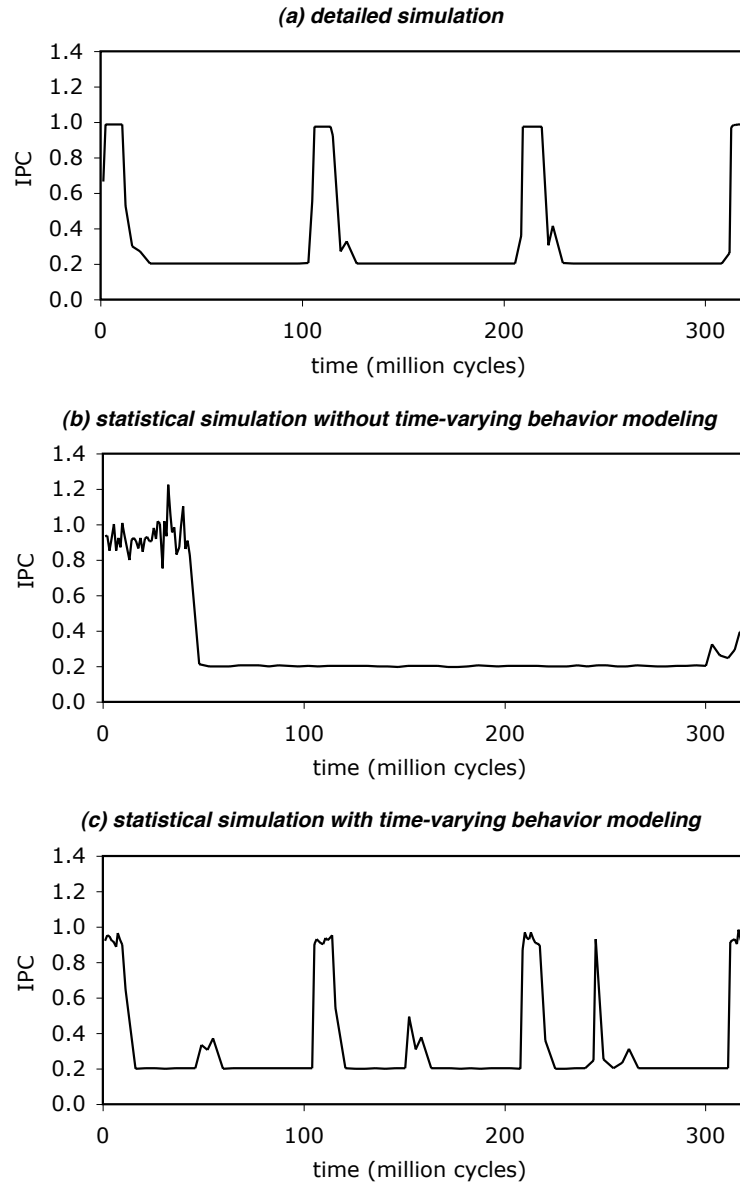 (a) detailed simulation
1.4
1.2
1.0
0.8
0.6
0.4
0.2
0.0
IPC
0 100 200 300
time (million cycles)
(b) statistical simulation without time-varying behavior modeling
1.4
1.2
1.0
0.8
0.6
0.4
0.2
0.0
IPC
0 100 200 300
time (million cycles)
(c) statistical simulation with time-varying behavior modeling
1.4
1.2
1.0
0.8
0.6
0.4
0.2
0.0
IPC
0 100 200 300
time (million cycles)